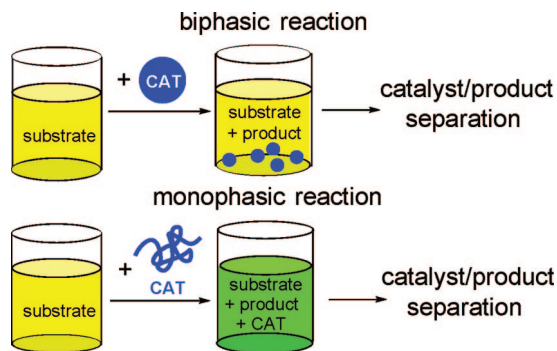 biphasic reaction
+ CAT
substrate
substrate
+ product
catalyst/product
separation
monophasic reaction
+
CAT
substrate
substrate
+ product
+ CAT
catalyst/product
separation